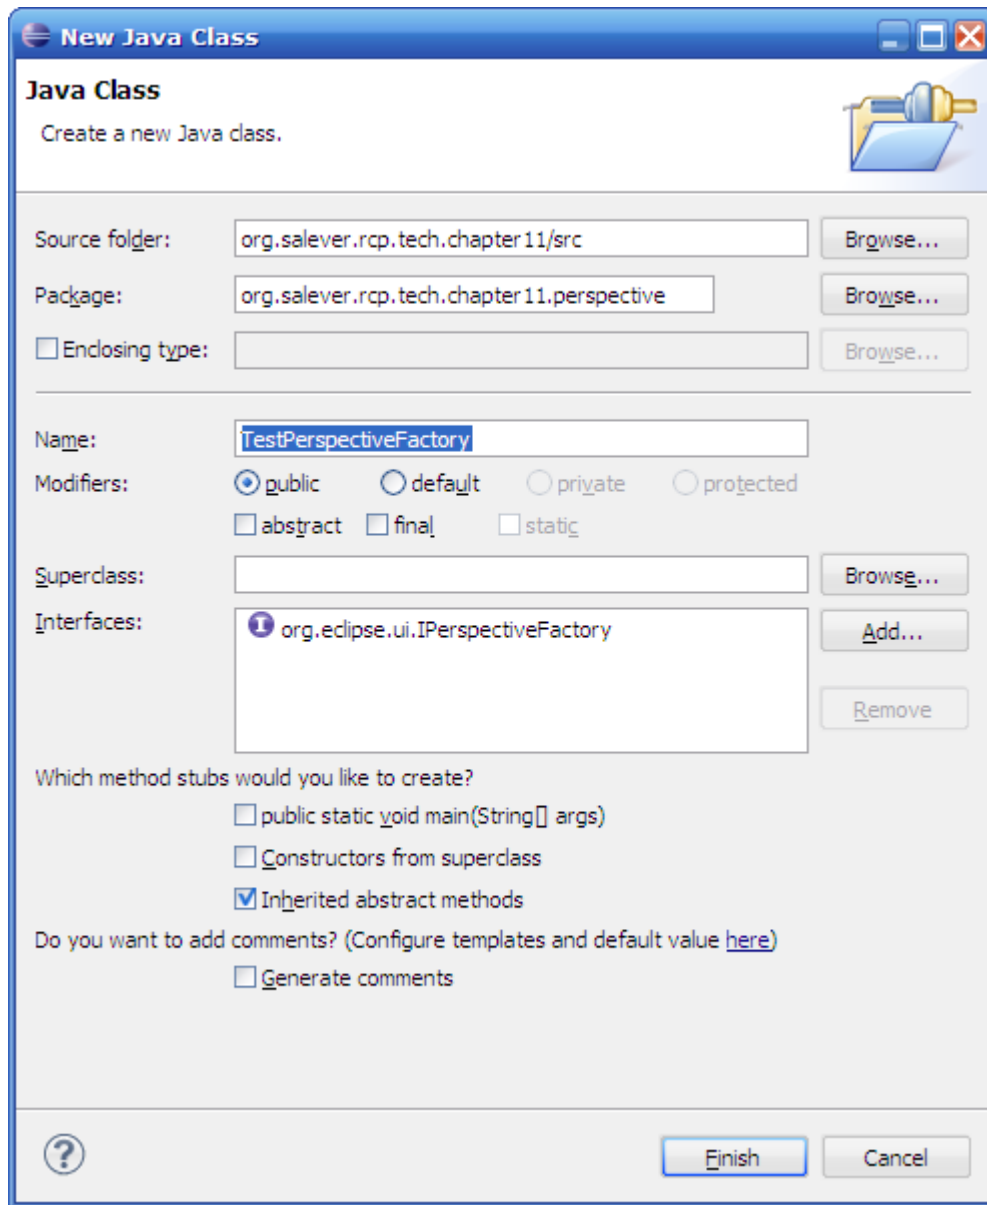 New Java Class
Java Class
Create a new Java class.
Source folder: org.salever.rcp.tech.chapter11/src Browse...
Package: org.salever.rcp.tech.chapter11.perspective Browse...
Enclosing type: Browse...
Name: TestPerspectiveFactory
Modifiers: public default private protected
abstract final static
Superclass: Browse...
Interfaces: org.eclipse.ui.IPerspectiveFactory Add...
Remove
Which method stubs would you like to create?
public static void main(String[] args)
Constructors from superclass
Inherited abstract methods
Do you want to add comments? (Configure templates and default value here)
Generate comments
Finish Cancel